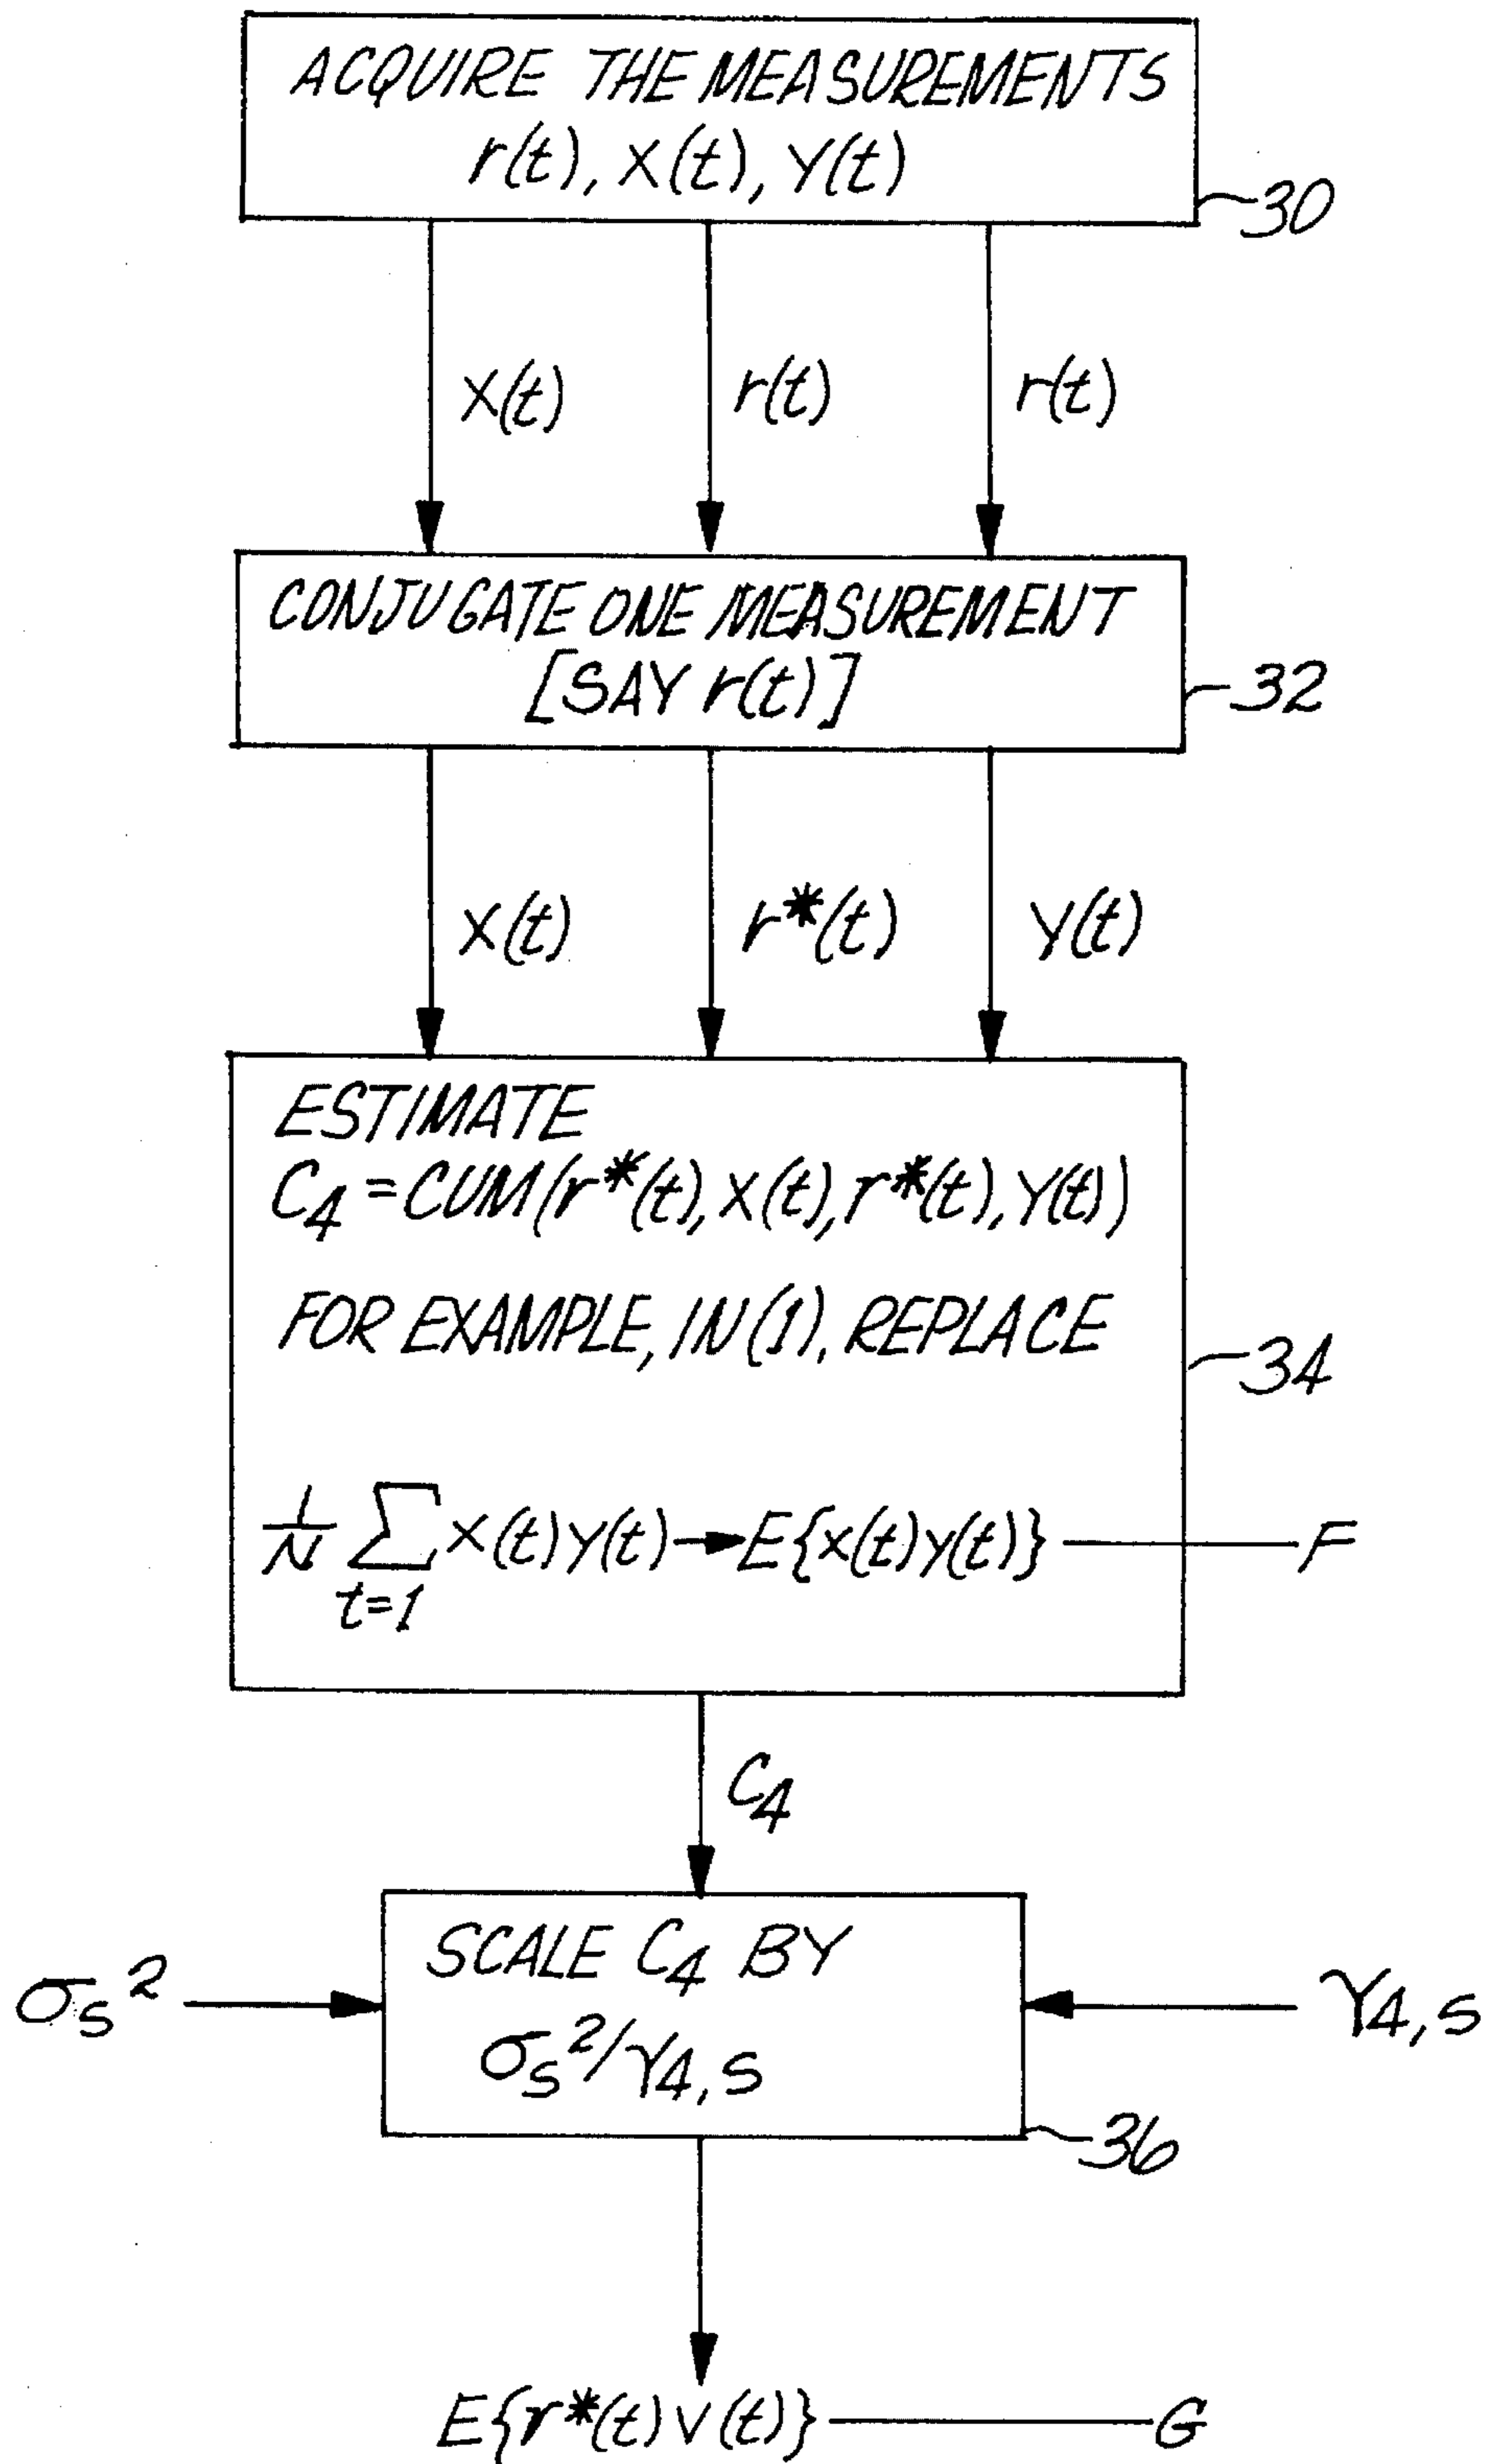 ACQUIRE THE MEASUREMENTS
r(t), x(t), Y(t)
30
x(t)
r(t)
r(t)
CONJUGATE ONE MEASUREMENT
[SAY r(t)]
32
x(t)
r*(t)
Y(t)
ESTIMATE
C₄ = CUM(r*(t), x(t), r*(t), Y(t))
FOR EXAMPLE, IN (1), REPLACE
34
1/N ∑ x(t)y(t) → E{x(t)y(t)} F
t=1
C₄
SCALE C₄ BY
σₛ² γ₄,ₛ
σₛ²/γ₄,ₛ
36
E{r*(t)v(t)} G